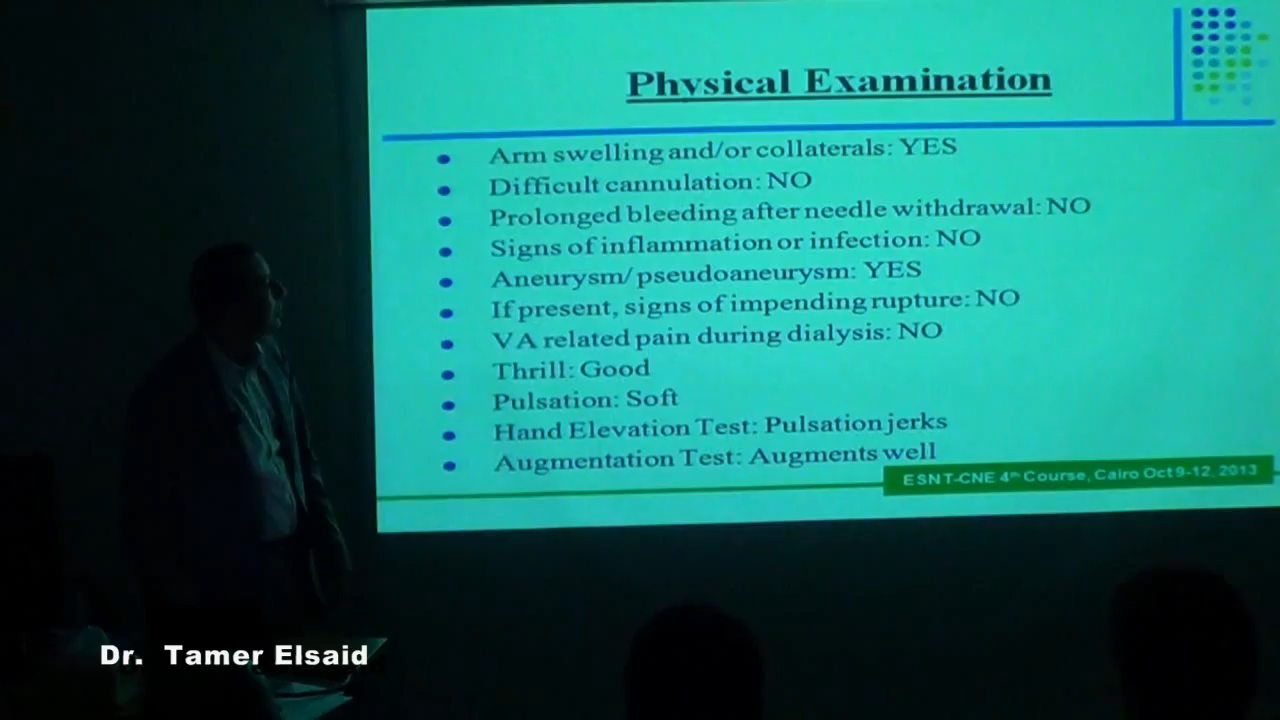 Physical Examination
Arm swelling and/or collaterals: YES
Difficult cannulation: NO
Prolonged bleeding after needle withdrawal: NO
Signs of inflammation or infection: NO
Aneurysm/ pseudoaneurysm: YES
If present, signs of impending rupture: NO
VA related pain during dialysis: NO
Thrill: Good
Pulsation: Soft
Hand Elevation Test: Pulsation jerks
Augmentation Test: Augments well
ESNT-CNE 4th Course, Cairo Oct 9-12, 2013
Dr. Tamer Elsaid